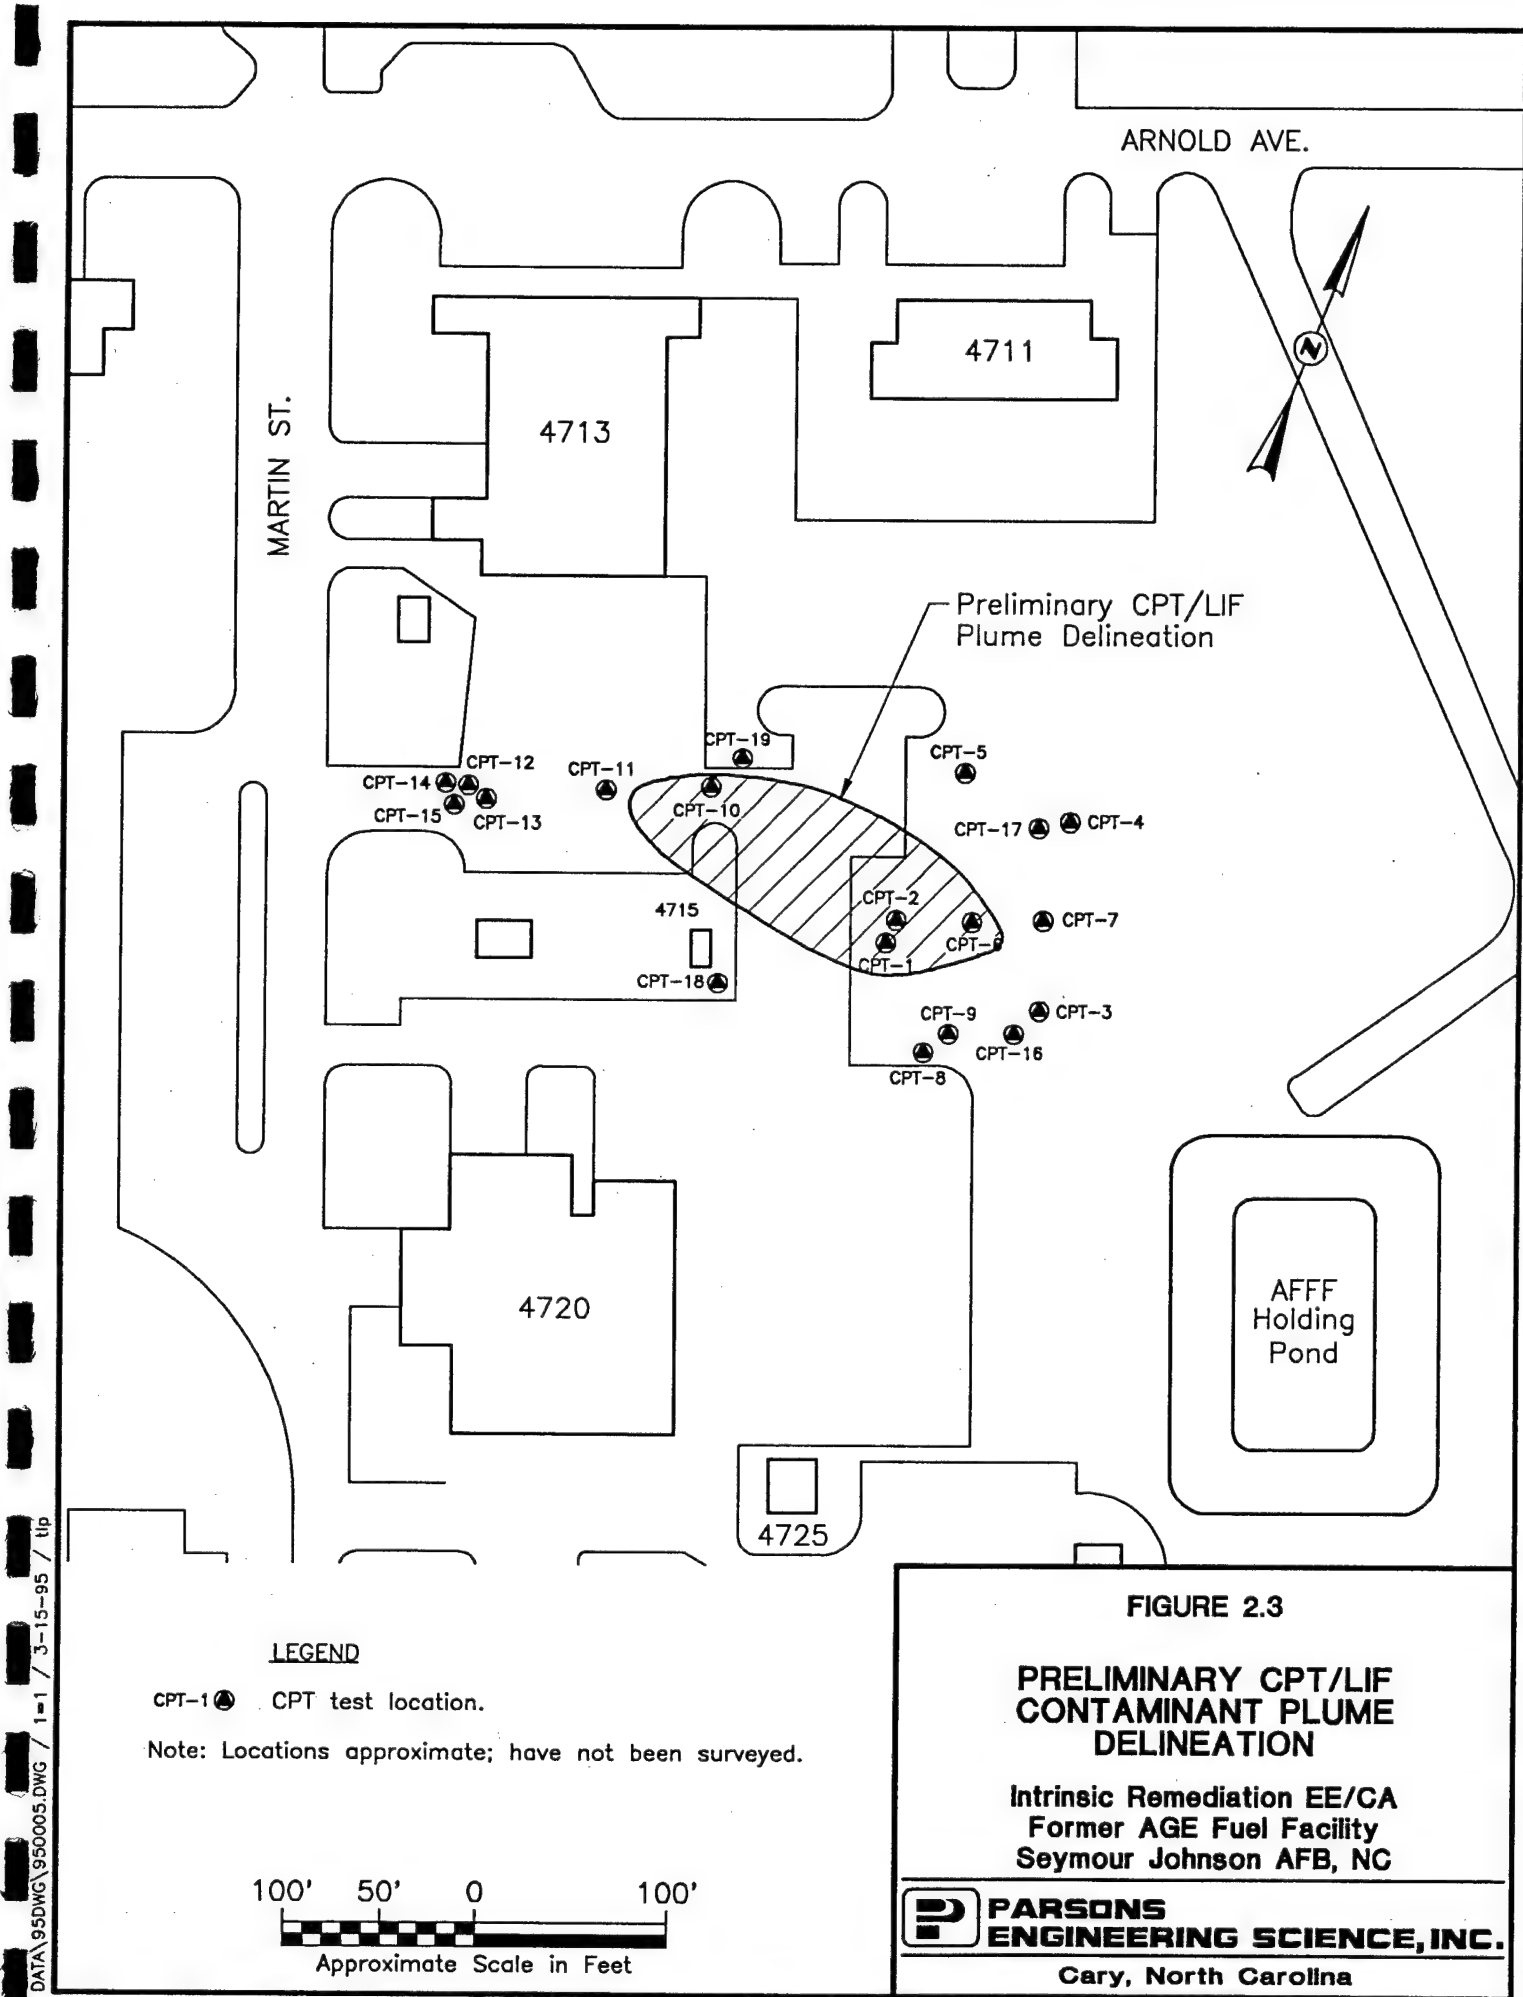 ARNOLD AVE.
N
4711
4713
MARTIN ST.
Preliminary CPT/LIF
Plume Delineation
CPT-19
CPT-5
CPT-12
CPT-11
CPT-14
CPT-10
CPT-15
CPT-13
CPT-17
CPT-4
CPT-2
4715
CPT-7
CPT-6
CPT-1
CPT-18
CPT-9
CPT-3
CPT-16
CPT-8
4720
AFFF
Holding
Pond
4725
LEGEND
CPT-1 CPT test location.
Note: Locations approximate; have not been surveyed.
100' 50' 0 100'
Approximate Scale in Feet
DATA\95DWG\950005.DWG / 1=1 / 3-15-95 / tlp
FIGURE 2.3
PRELIMINARY CPT/LIF
CONTAMINANT PLUME
DELINEATION
Intrinsic Remediation EE/CA
Former AGE Fuel Facility
Seymour Johnson AFB, NC
PARSONS
ENGINEERING SCIENCE, INC.
Cary, North Carolina